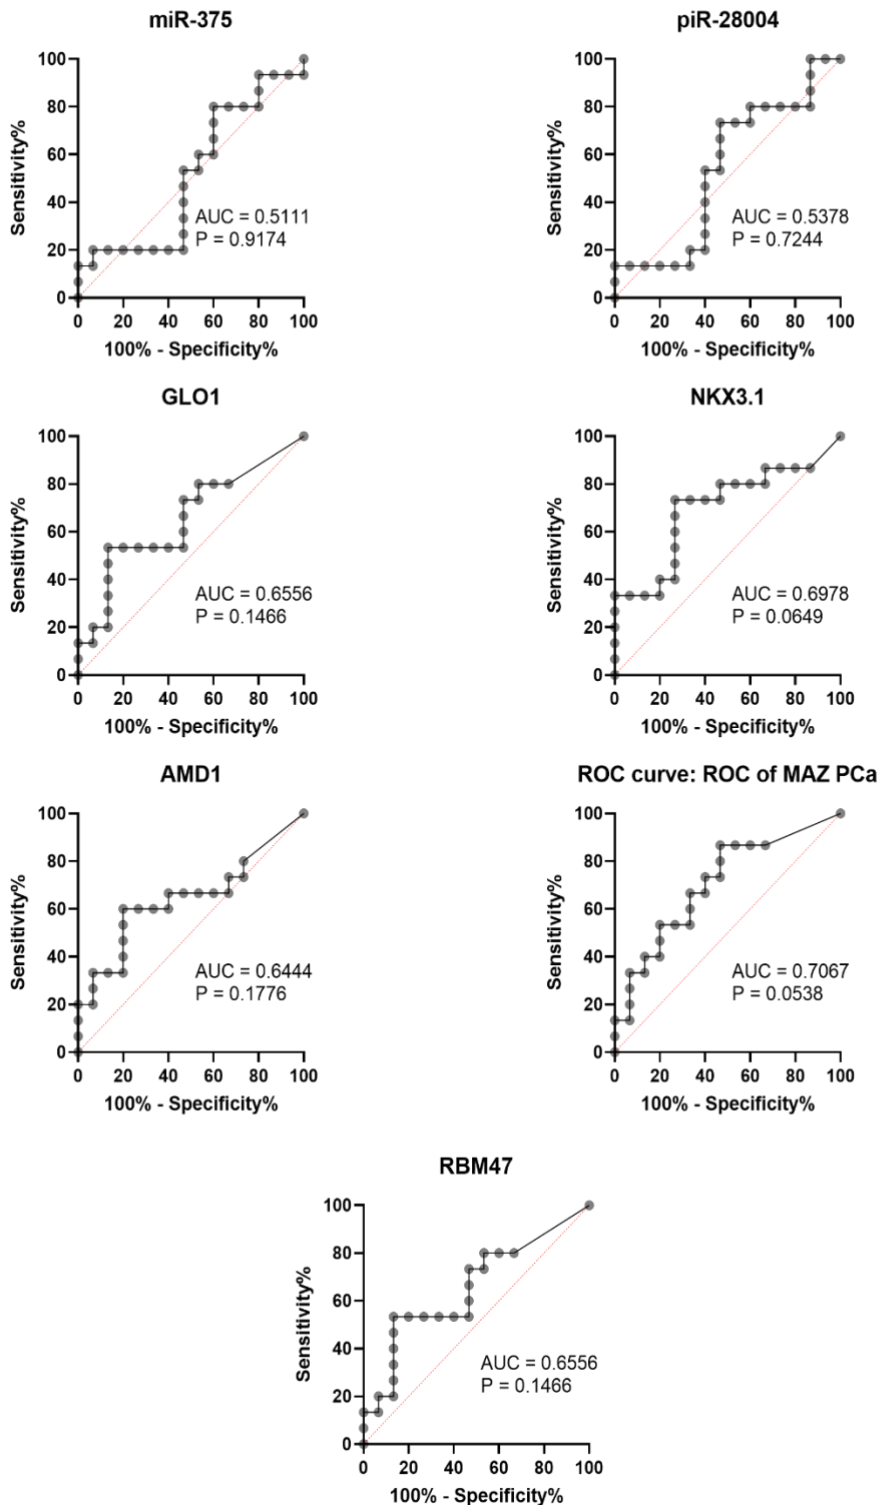 miR-375
100
80
60
40
20
0
Sensitivity%
AUC = 0.5111
P = 0.9174
0 20 40 60 80 100
100% - Specificity%
piR-28004
100
80
60
40
20
0
Sensitivity%
AUC = 0.5378
P = 0.7244
0 20 40 60 80 100
100% - Specificity%
GLO1
100
80
60
40
20
0
Sensitivity%
AUC = 0.6556
P = 0.1466
0 20 40 60 80 100
100% - Specificity%
NKX3.1
100
80
60
40
20
0
Sensitivity%
AUC = 0.6978
P = 0.0649
0 20 40 60 80 100
100% - Specificity%
AMD1
100
80
60
40
20
0
Sensitivity%
AUC = 0.6444
P = 0.1776
0 20 40 60 80 100
100% - Specificity%
ROC curve: ROC of MAZ PCa
100
80
60
40
20
0
Sensitivity%
AUC = 0.7067
P = 0.0538
0 20 40 60 80 100
100% - Specificity%
RBM47
100
80
60
40
20
0
Sensitivity%
AUC = 0.6556
P = 0.1466
0 20 40 60 80 100
100% - Specificity%